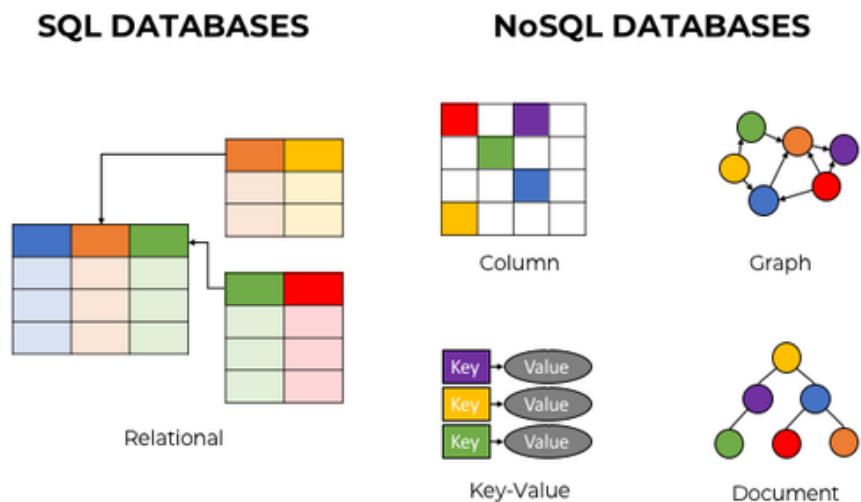 SQL DATABASES
NoSQL DATABASES
Relational
Column
Graph
Key Value
Key Value
Key Value
Key-Value
Document